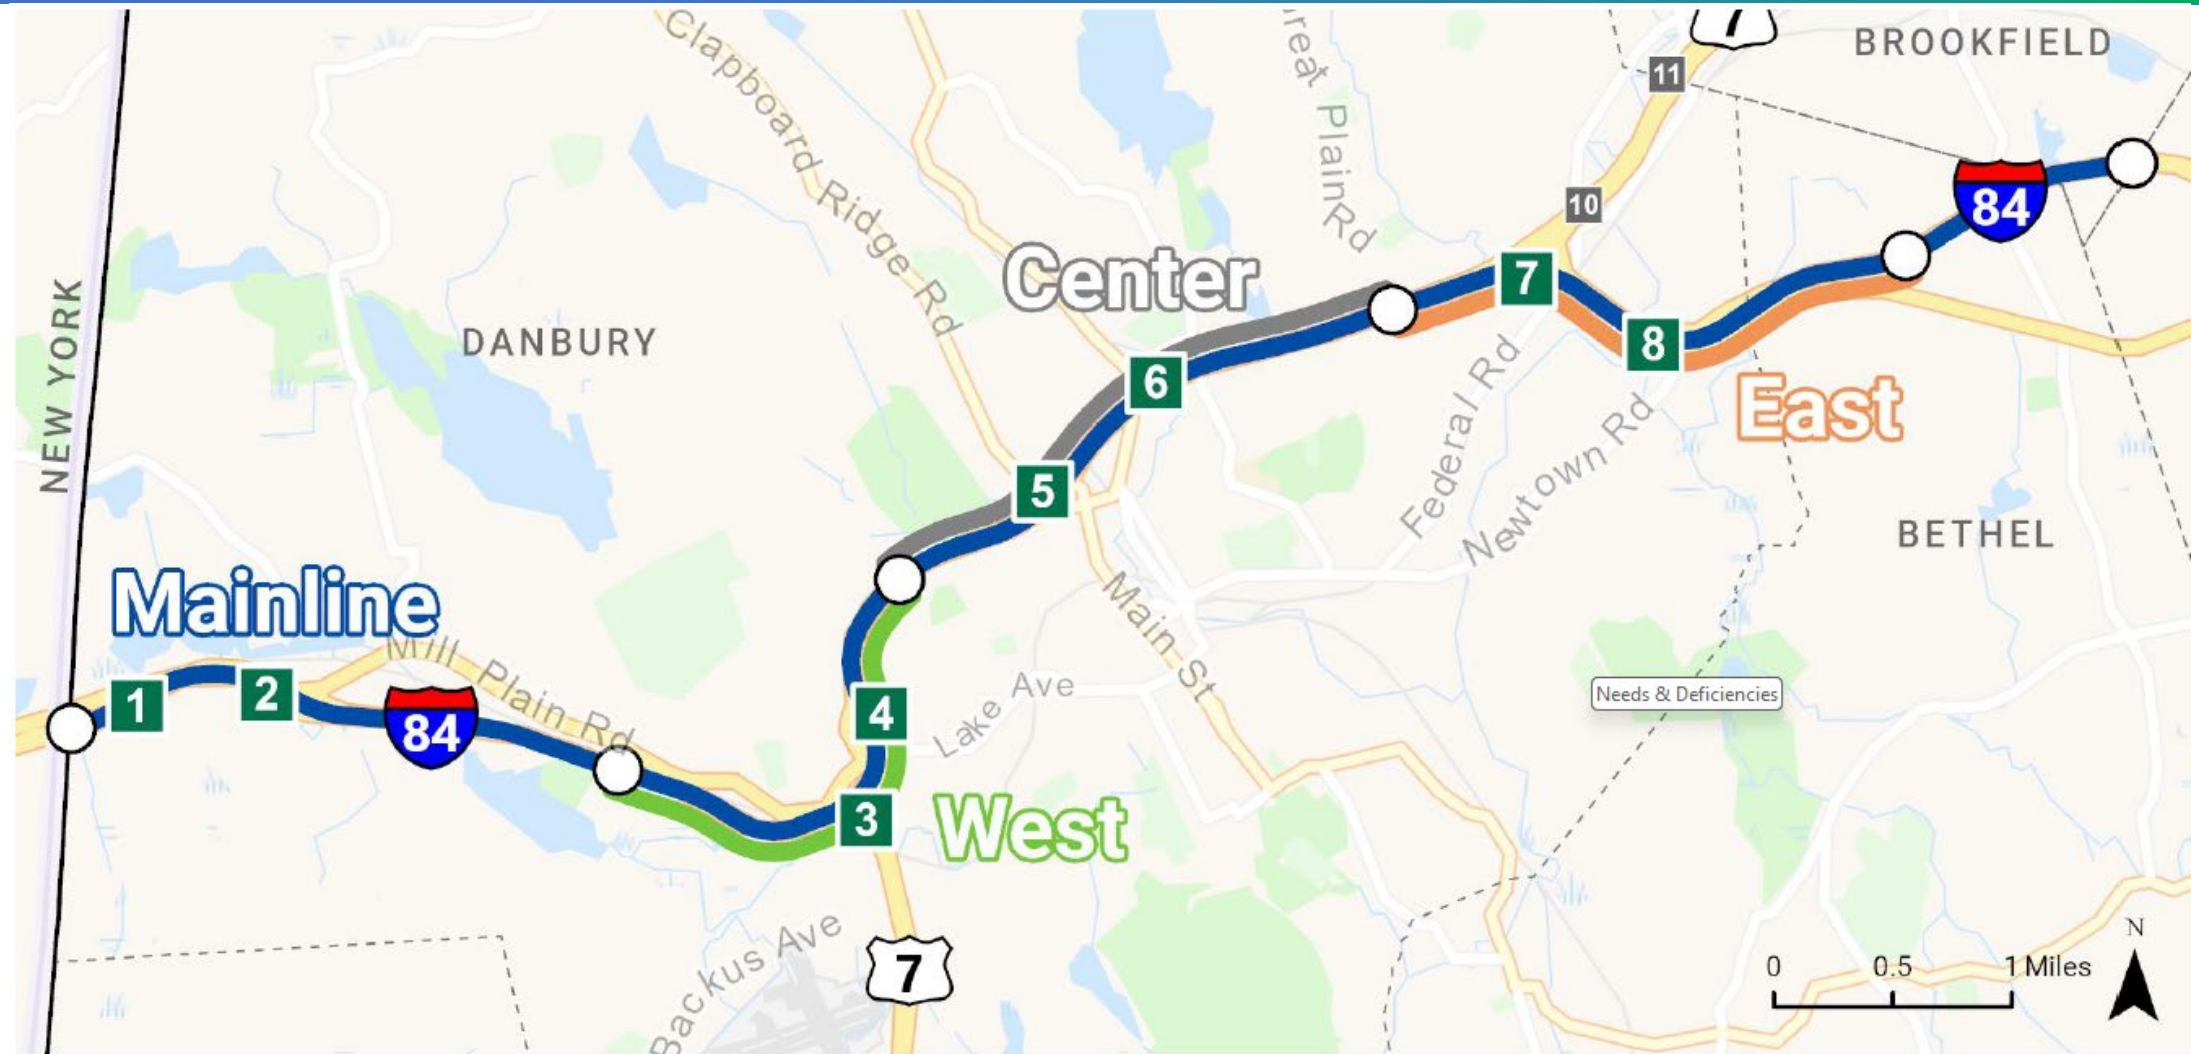 7
BROOKFIELD
11
Clapboard Ridge Rd
Great Plain Rd
84
10
Center
7
NEW YORK
DANBURY
8
6
Federal Rd
East
Newtown Rd
5
BETHEL
Mainline
Main St
Mill Plain Rd
1
2
84
4
Lake Ave
Needs & Deficiencies
3
West
Backus Ave
7
N
0 0.5 1 Miles